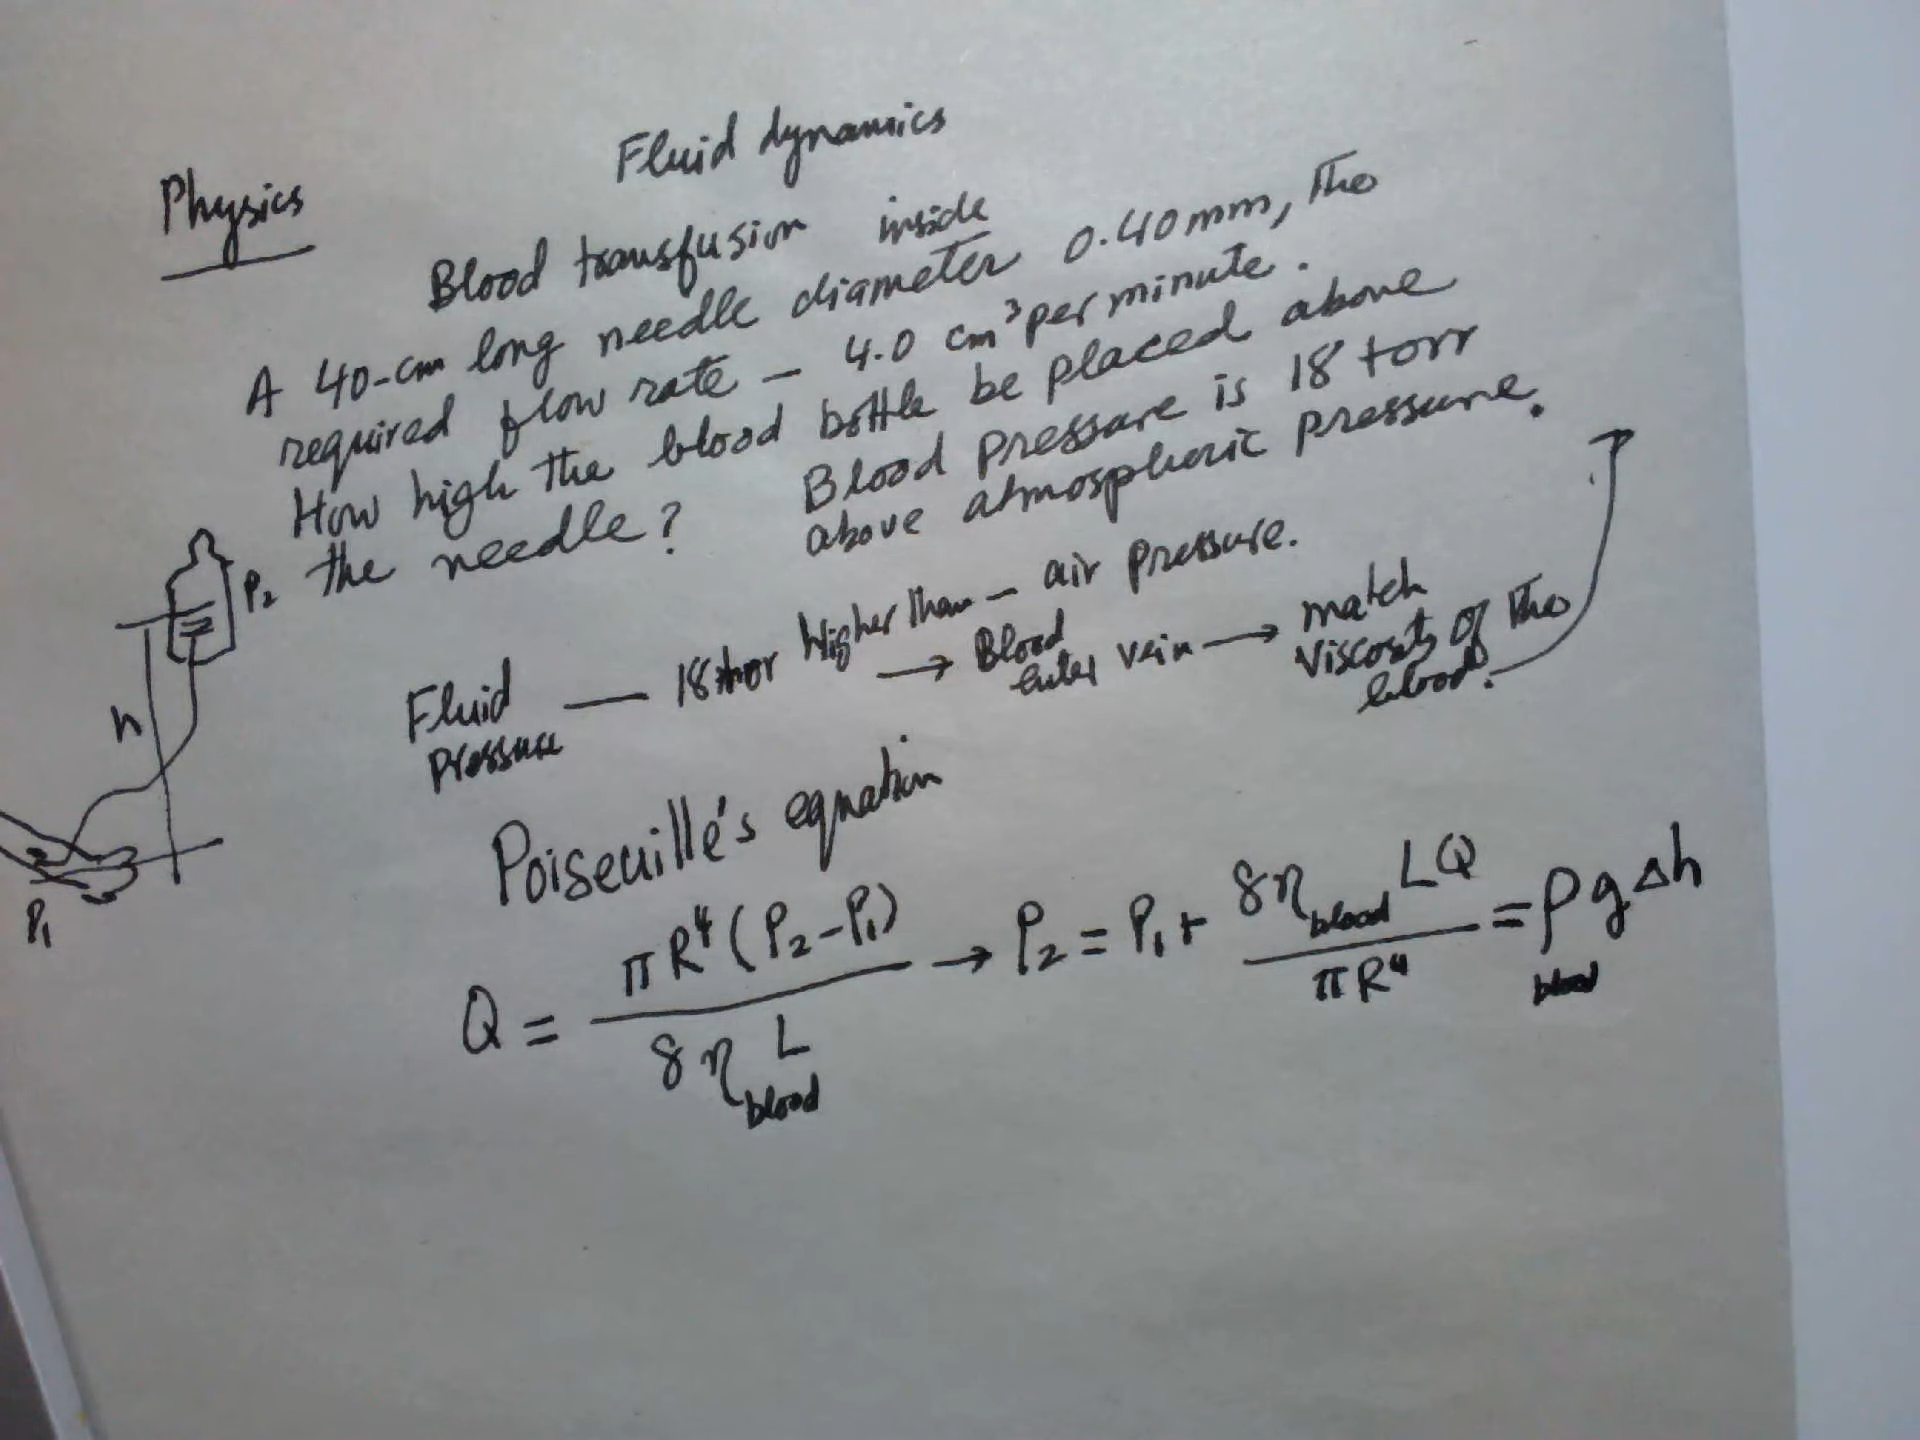 Fluid dynamics
Physics
Blood transfusion inside
A 40-cm long needle diameter 0.40mm, The
required flow rate – 4.0 cm³ per minute.
How high the blood bottle be placed above
the needle? Blood pressure is 18 torr
above atmospheric pressure.
P₂
h
P₁
Fluid pressure — 18 torr higher than – air pressure.
→ Blood enter vein → match viscosity of the blood.
Poiseuille's equation
Q = πR⁴(P₂-P₁) / 8η blood L → P₂ = P₁ + 8η blood LQ / πR⁴ = ρ blood gΔh